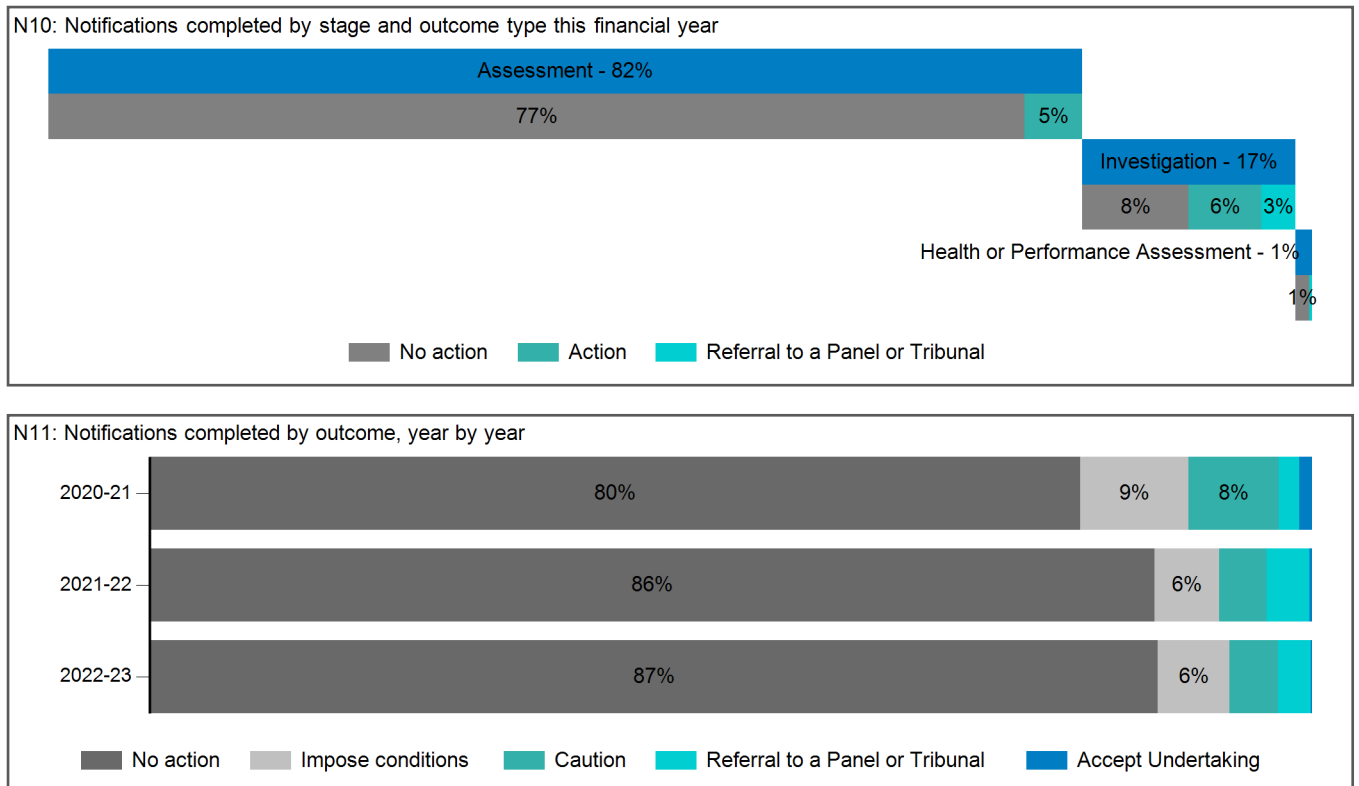 N10: Notifications completed by stage and outcome type this financial year
Assessment - 82%
77% 5%
Investigation - 17%
8% 6% 3%
Health or Performance Assessment - 1%
1%
No action Action Referral to a Panel or Tribunal
N11: Notifications completed by outcome, year by year
2020-21 80% 9% 8%
2021-22 86% 6%
2022-23 87% 6%
No action Impose conditions Caution Referral to a Panel or Tribunal Accept Undertaking